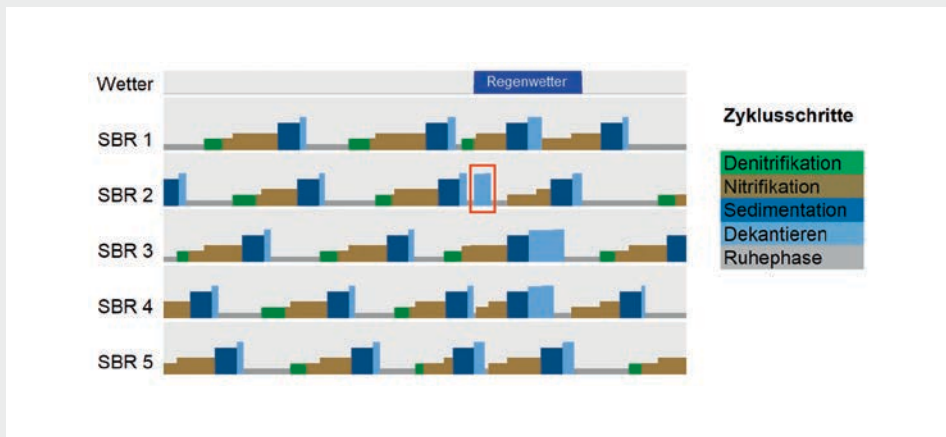 Wetter
Regenwetter
SBR 1
SBR 2
SBR 3
SBR 4
SBR 5
Zyklusschritte
Denitrifikation
Nitrifikation
Sedimentation
Dekantieren
Ruhephase